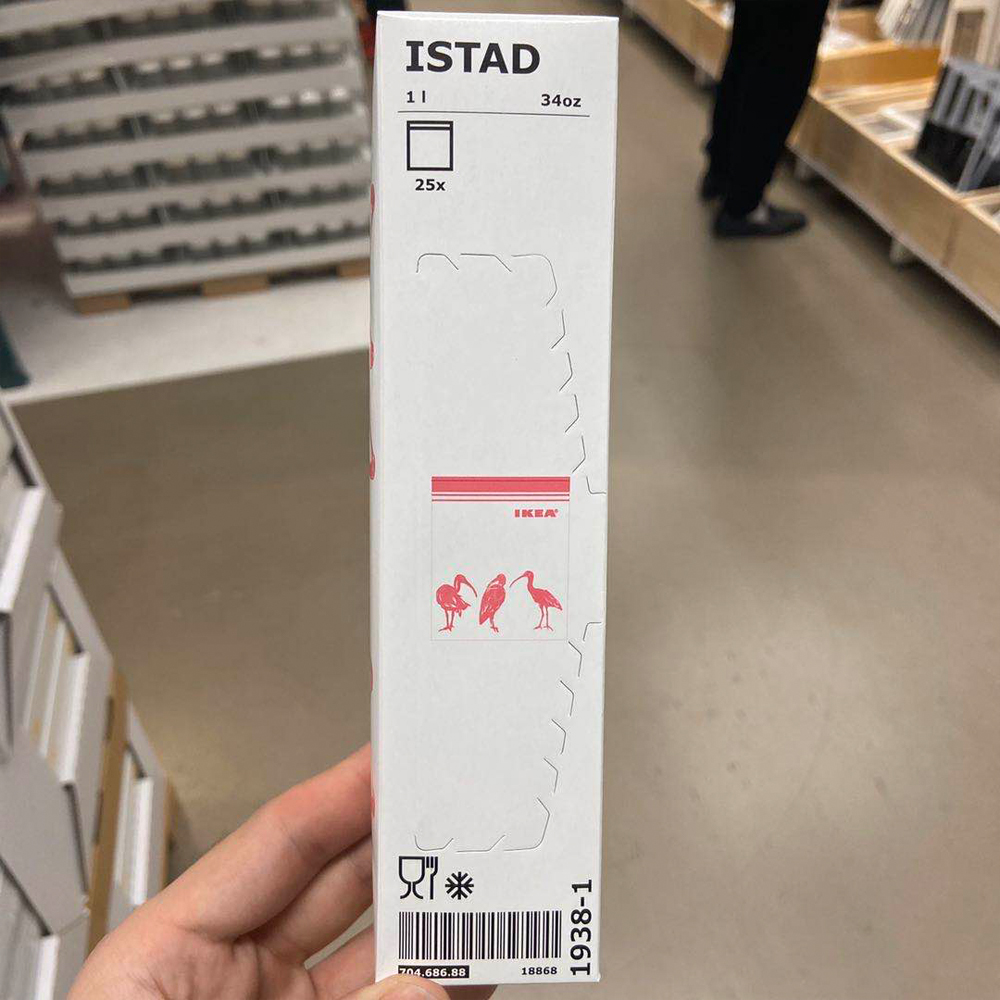 ISTAD
1 l 34oz
25x
IKEA®
1938-1
704.686.88 18868